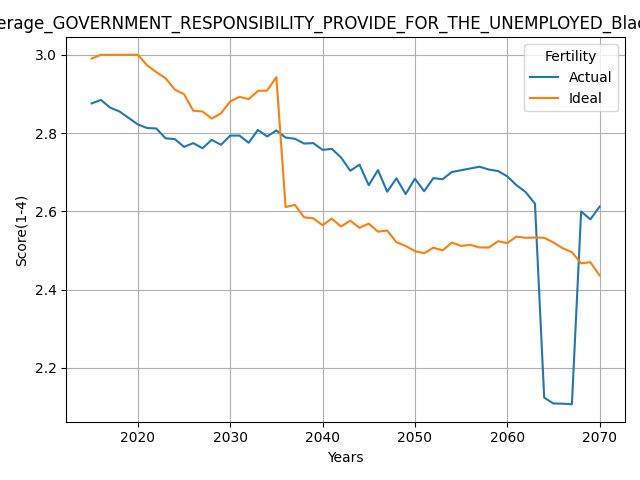 erage_GOVERNMENT_RESPONSIBILITY_PROVIDE_FOR_THE_UNEMPLOYED_Bla
Fertility
Actual
Ideal
Score(1-4)
3.0
2.8
2.6
2.4
2.2
2020 2030 2040 2050 2060 2070
Years